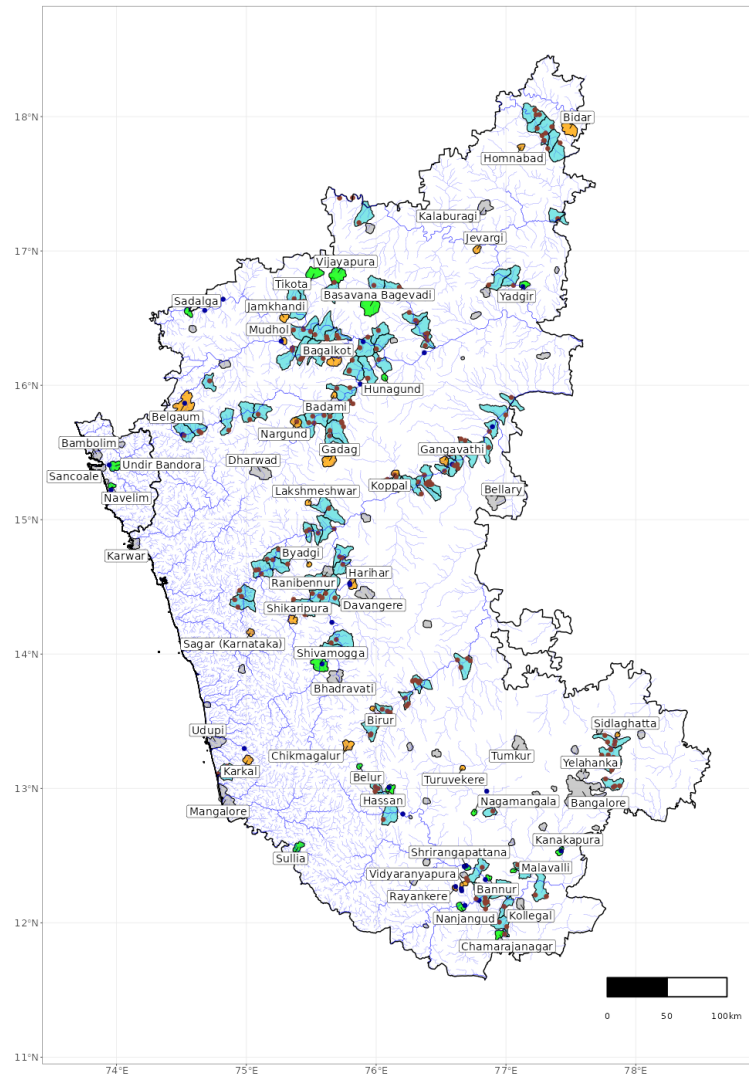 18°N
Bidar
Homnabad
Kalaburagi
Jevargi
17°N
Vijayapura
Tikota
Basavana Bagevadi
Yadgir
Sadalga
Jamkhandi
Mudhol
Bagalkot
16°N
Hunagund
Belgaum
Badami
Nargund
Bambolim
Gadag
Gangavathi
Undir Bandora
Dharwad
Sancoale
Koppal
Navelim
Lakshmeshwar
Bellary
15°N
Karwar
Byadgi
Harihar
Ranibennur
Davangere
Shikaripura
Sagar (Karnataka)
14°N
Shivamogga
Bhadravati
Birur
Sidlaghatta
Udupi
Chikmagalur
Tumkur
Yelahanka
Karkal
Belur
Turuvekere
13°N
Hassan
Nagamangala
Bangalore
Mangalore
Kanakapura
Shrirangapattana
Sullia
Vidyaranyapura
Malavalli
Rayankere
Bannur
12°N
Nanjangud
Kollegal
Chamarajanagar
0 50 100km
11°N
74°E 75°E 76°E 77°E 78°E